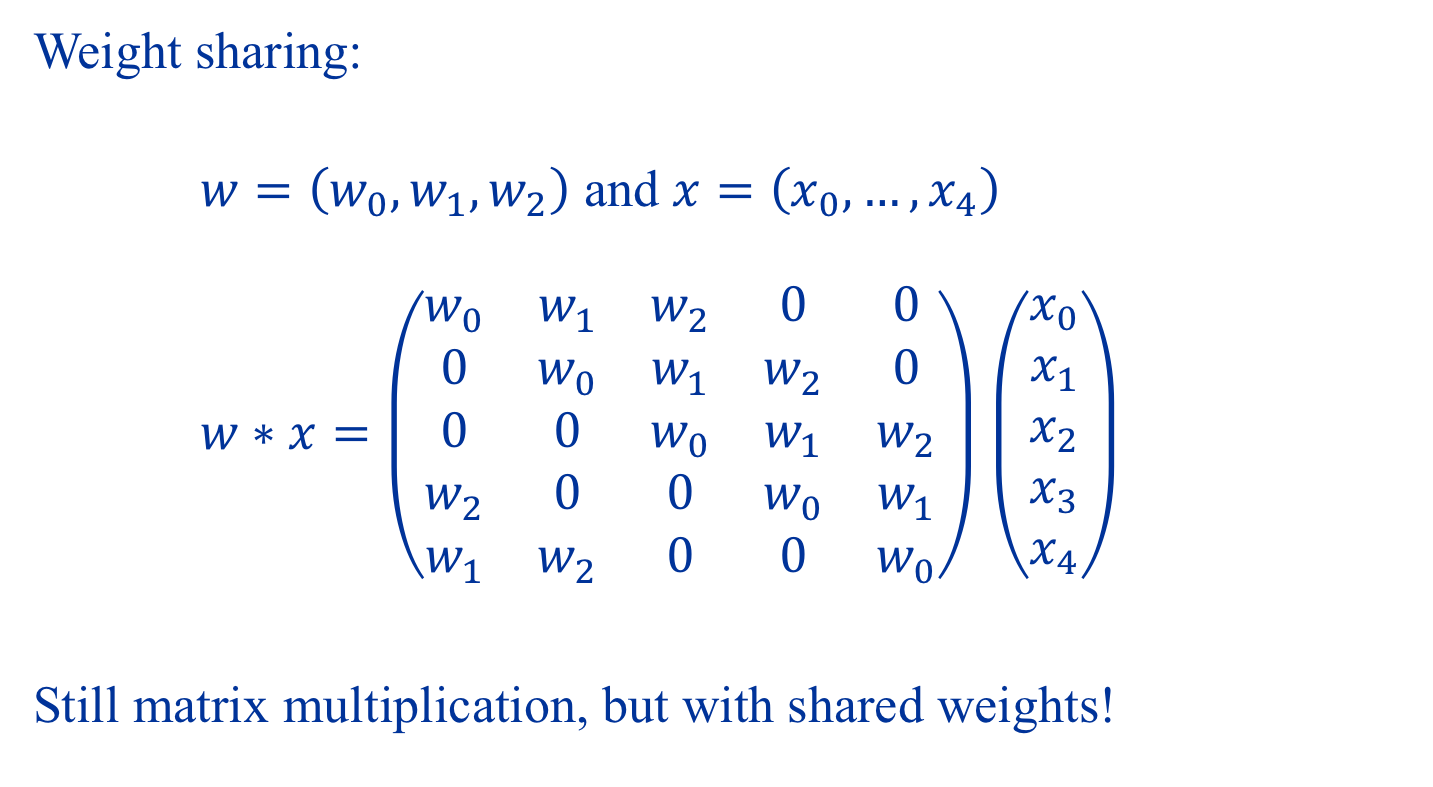 Weight sharing:
w = (w₀, w₁, w₂) and x = (x₀, … , x₄)
w ∗ x = 
w₀ w₁ w₂ 0 0 x₀
0 w₀ w₁ w₂ 0 x₁
0 0 w₀ w₁ w₂ x₂
w₂ 0 0 w₀ w₁ x₃
w₁ w₂ 0 0 w₀ x₄
Still matrix multiplication, but with shared weights!